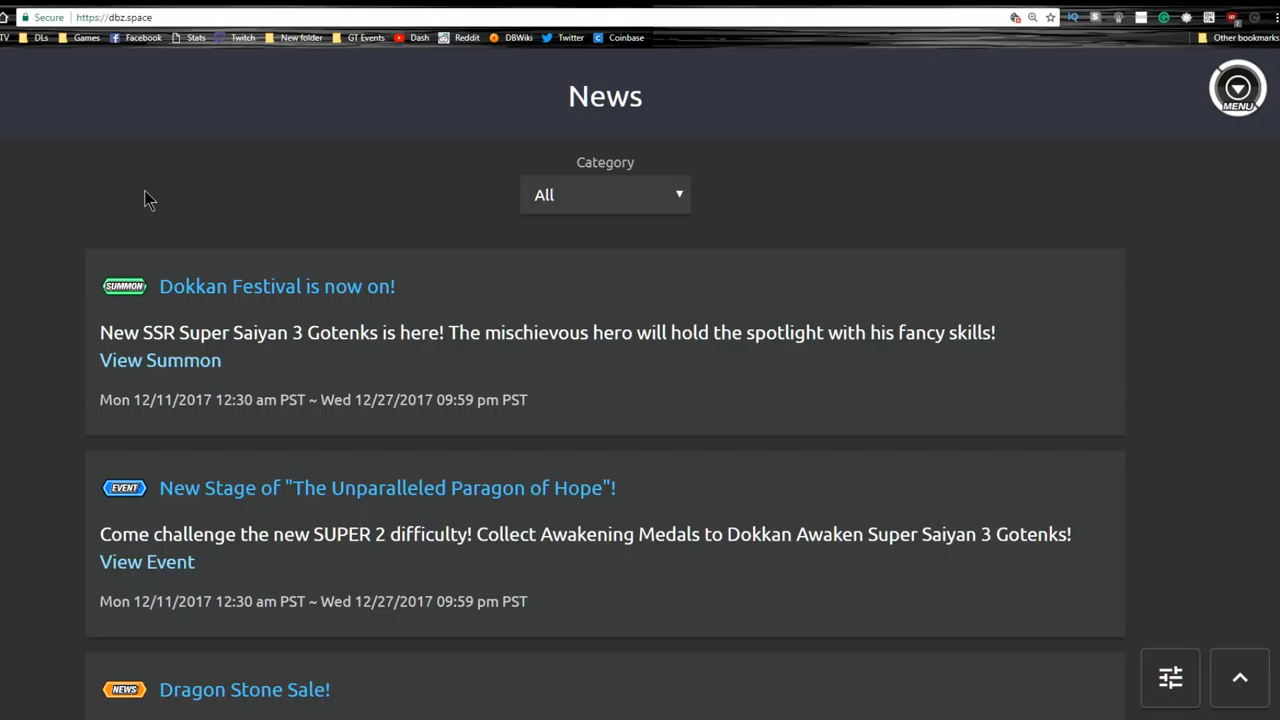 Secure https://dbz.space
TV DLs Games Facebook Stats Twitch New folder GT Events Dash Reddit DBWiki Twitter Coinbase Other bookmarks
News
MENU
Category
All
SUMMON Dokkan Festival is now on!
New SSR Super Saiyan 3 Gotenks is here! The mischievous hero will hold the spotlight with his fancy skills!
View Summon
Mon 12/11/2017 12:30 am PST ~ Wed 12/27/2017 09:59 pm PST
EVENT New Stage of "The Unparalleled Paragon of Hope"!
Come challenge the new SUPER 2 difficulty! Collect Awakening Medals to Dokkan Awaken Super Saiyan 3 Gotenks!
View Event
Mon 12/11/2017 12:30 am PST ~ Wed 12/27/2017 09:59 pm PST
NEWS Dragon Stone Sale!